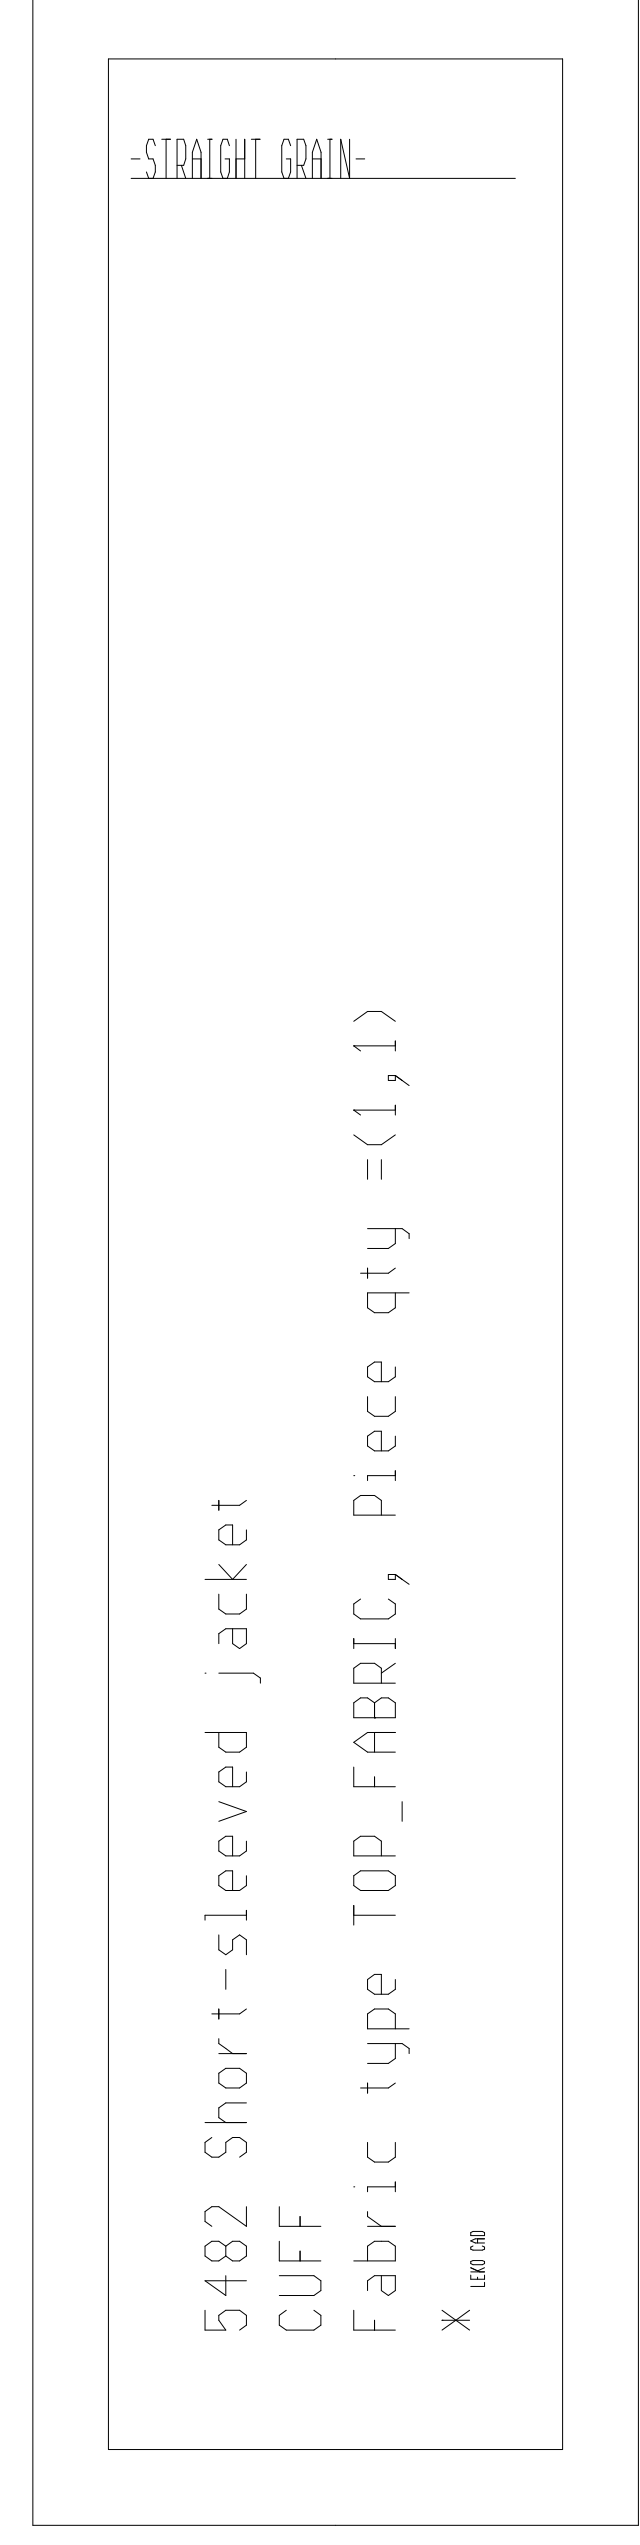 -STRAIGHT GRAIN-
5482 Short-sleeved jacket
CUFF
Fabric type TOP_FABRIC, Piece qty =(1,1)
*
LEKO CAD